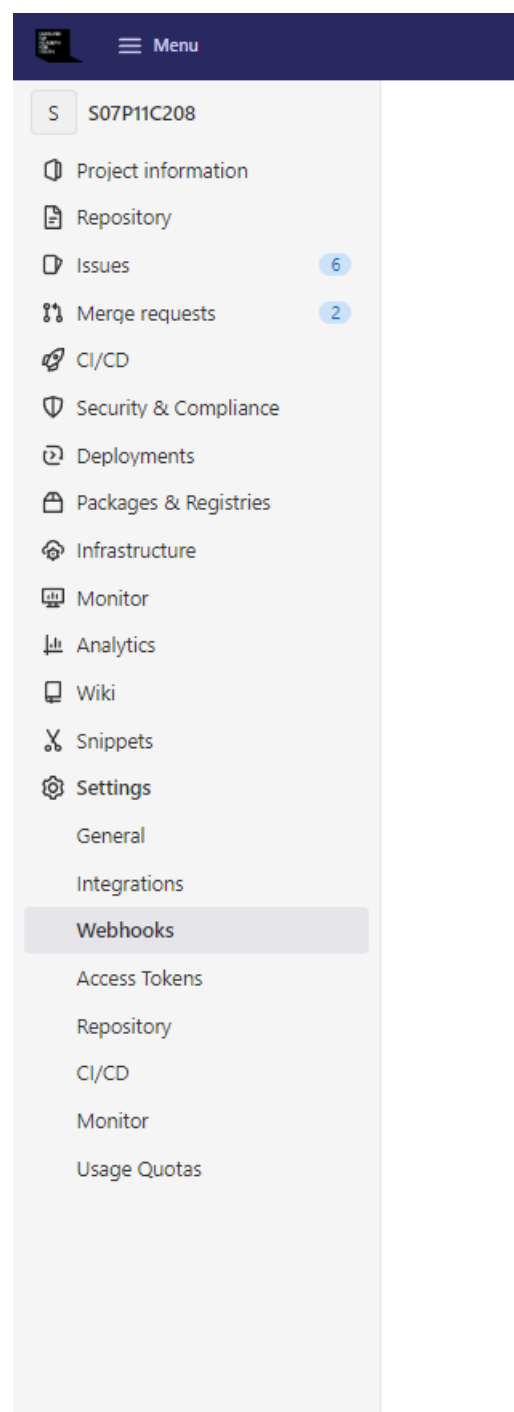 Menu
S S07P11C208
Project information
Repository
Issues 6
Merge requests 2
CI/CD
Security & Compliance
Deployments
Packages & Registries
Infrastructure
Monitor
Analytics
Wiki
Snippets
Settings
General
Integrations
Webhooks
Access Tokens
Repository
CI/CD
Monitor
Usage Quotas